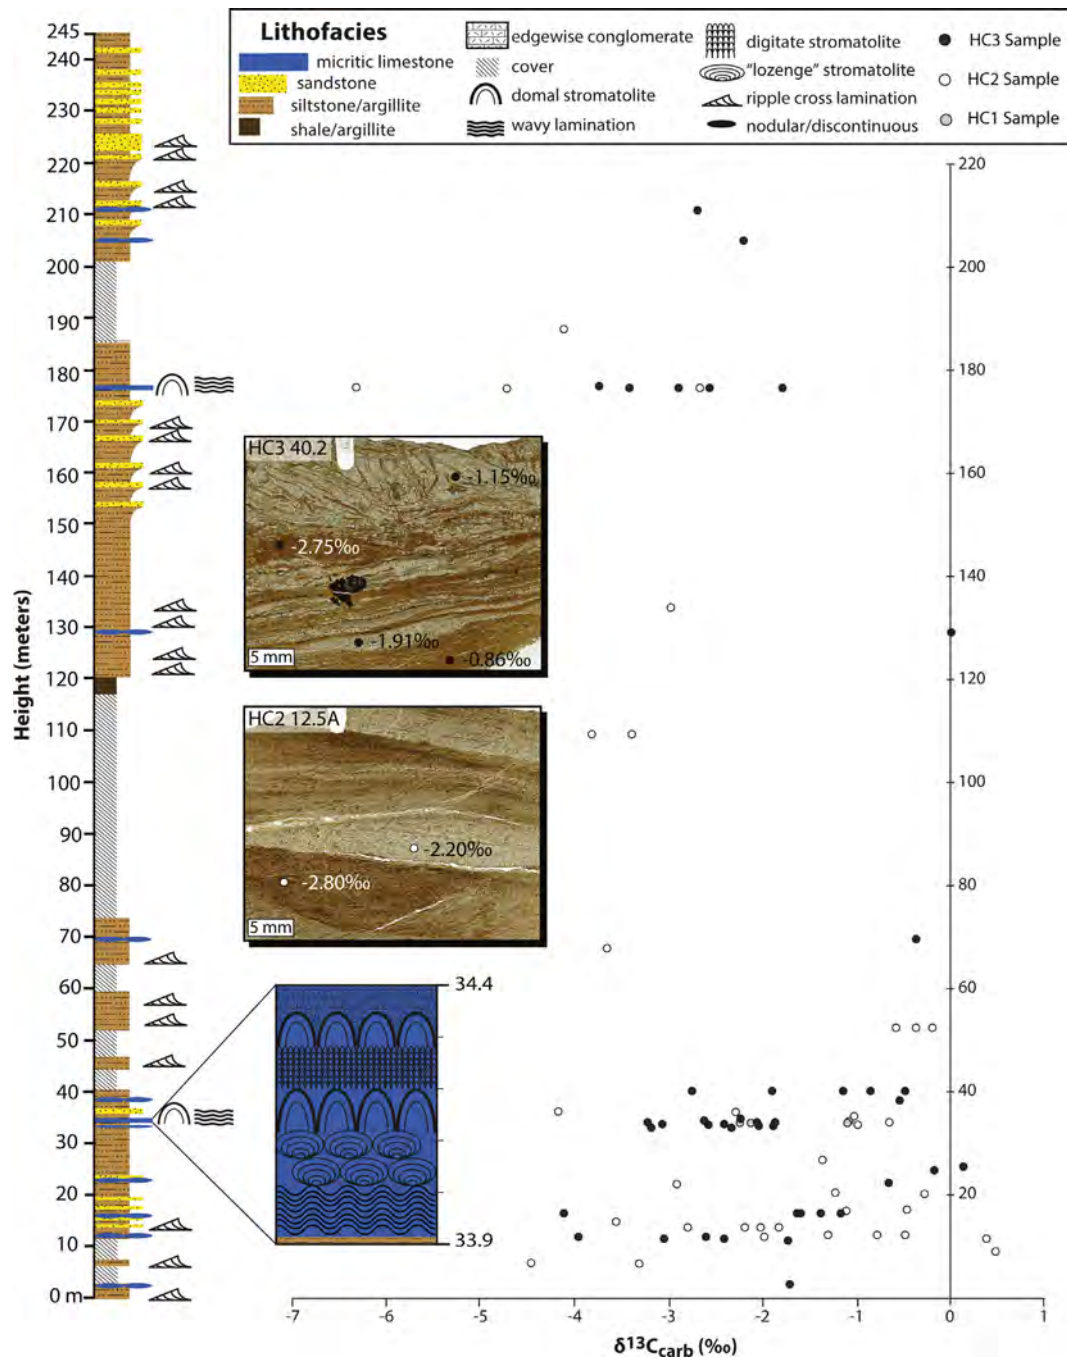 Lithofacies
micritic limestone
sandstone
siltstone/argillite
shale/argillite
edgewise conglomerate
cover
domal stromatolite
wavy lamination
digitate stromatolite
"lozenge" stromatolite
ripple cross lamination
nodular/discontinuous
HC3 Sample
HC2 Sample
HC1 Sample
Height (meters)
245
240
230
220
210
200
190
180
170
160
150
140
130
120
110
100
90
80
70
60
50
40
30
20
10
0 m
HC3 40.2
-1.15‰
-2.75‰
-1.91‰
-0.86‰
5 mm
HC2 12.5A
-2.20‰
-2.80‰
5 mm
34.4
33.9
220
200
180
160
140
120
100
80
60
40
20
-7 -6 -5 -4 -3 -2 -1 0 1
δ13Ccarb (‰)